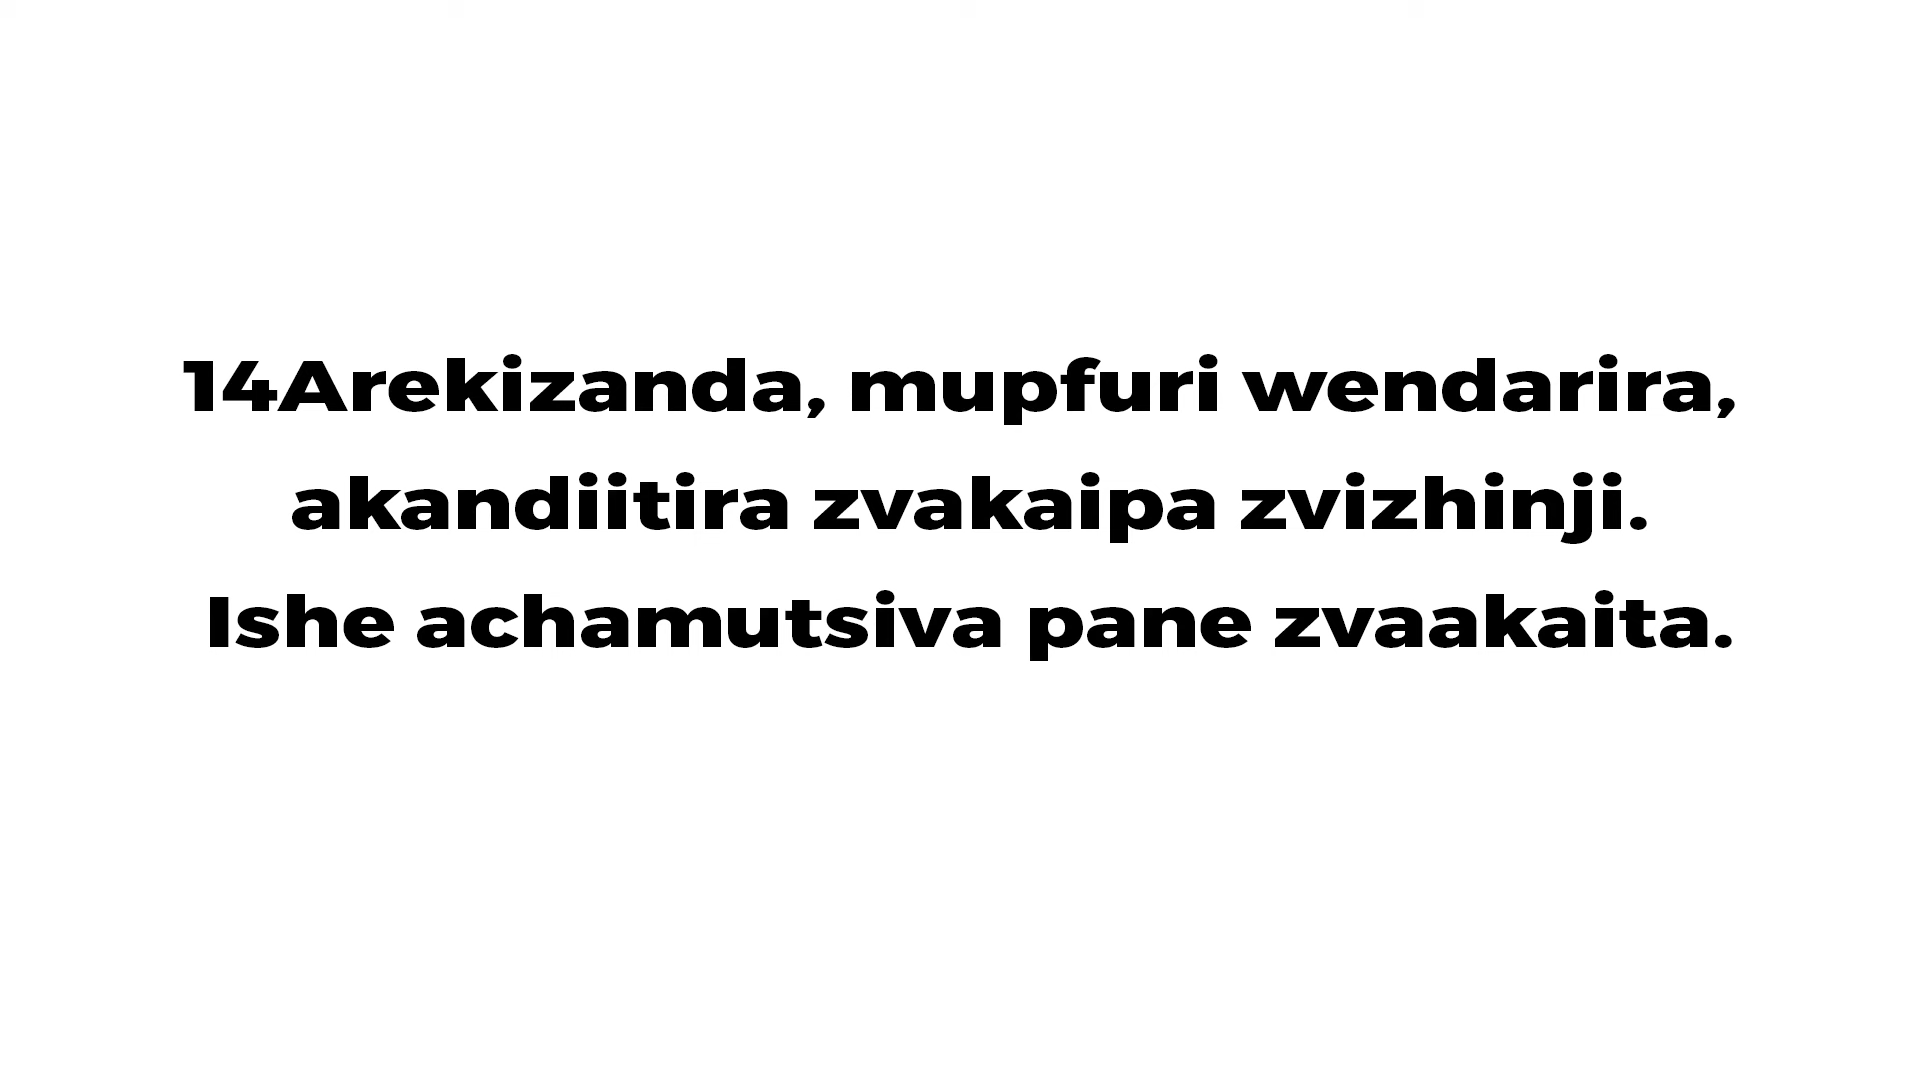 14Arekizanda, mupfuri wendarira,
akandiitira zvakaipa zvizhinji.
Ishe achamutsiva pane zvaakaita.